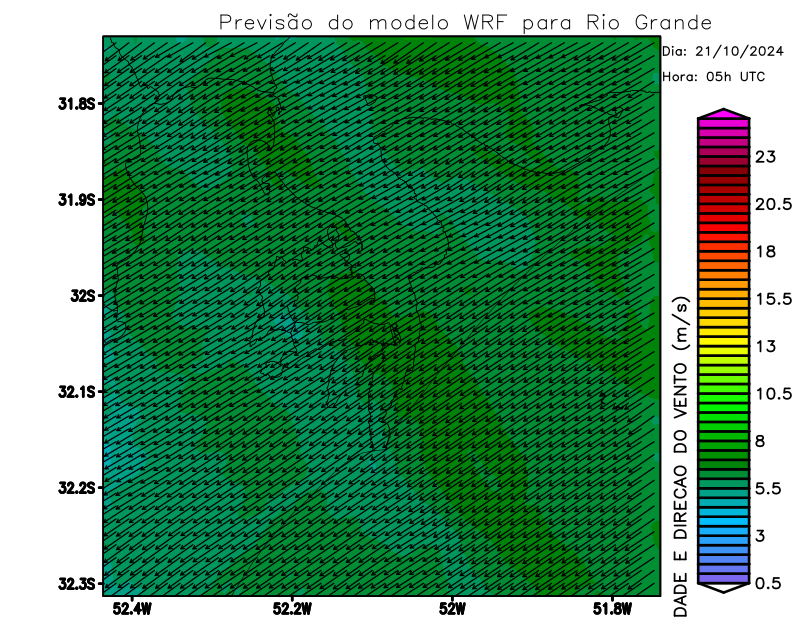 Previsão do modelo WRF para Rio Grande
Dia: 21/10/2024
Hora: 05h UTC
31.8S
31.9S
32S
32.1S
32.2S
32.3S
52.4W
52.2W
52W
51.8W
23
20.5
18
15.5
13
10.5
8
5.5
3
0.5
DADE E DIRECAO DO VENTO (m/s)